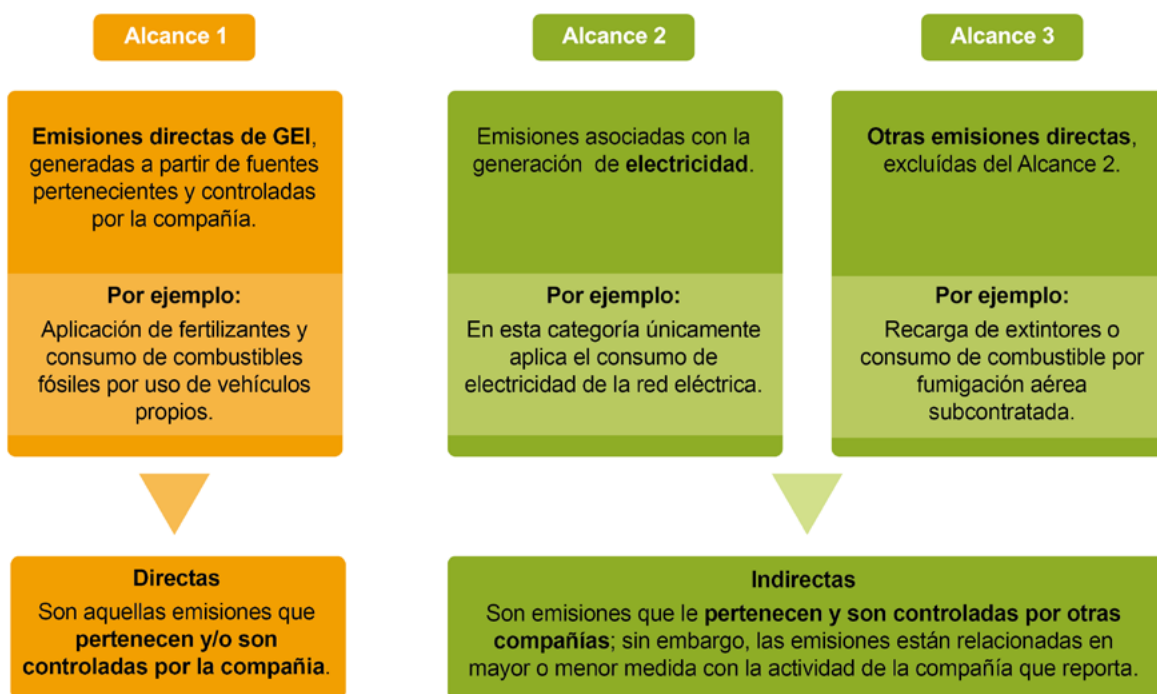 Alcance 1
Emisiones directas de GEI,
generadas a partir de fuentes
pertenecientes y controladas
por la compañía.
Por ejemplo:
Aplicación de fertilizantes y
consumo de combustibles
fósiles por uso de vehículos
propios.
Directas
Son aquellas emisiones que
pertenecen y/o son
controladas por la compañia.
Alcance 2
Emisiones asociadas con la
generación de electricidad.
Por ejemplo:
En esta categoría únicamente
aplica el consumo de
electricidad de la red eléctrica.
Alcance 3
Otras emisiones directas,
excluídas del Alcance 2.
Por ejemplo:
Recarga de extintores o
consumo de combustible por
fumigación aérea
subcontratada.
Indirectas
Son emisiones que le pertenecen y son controladas por otras
compañías; sin embargo, las emisiones están relacionadas en
mayor o menor medida con la actividad de la compañía que reporta.